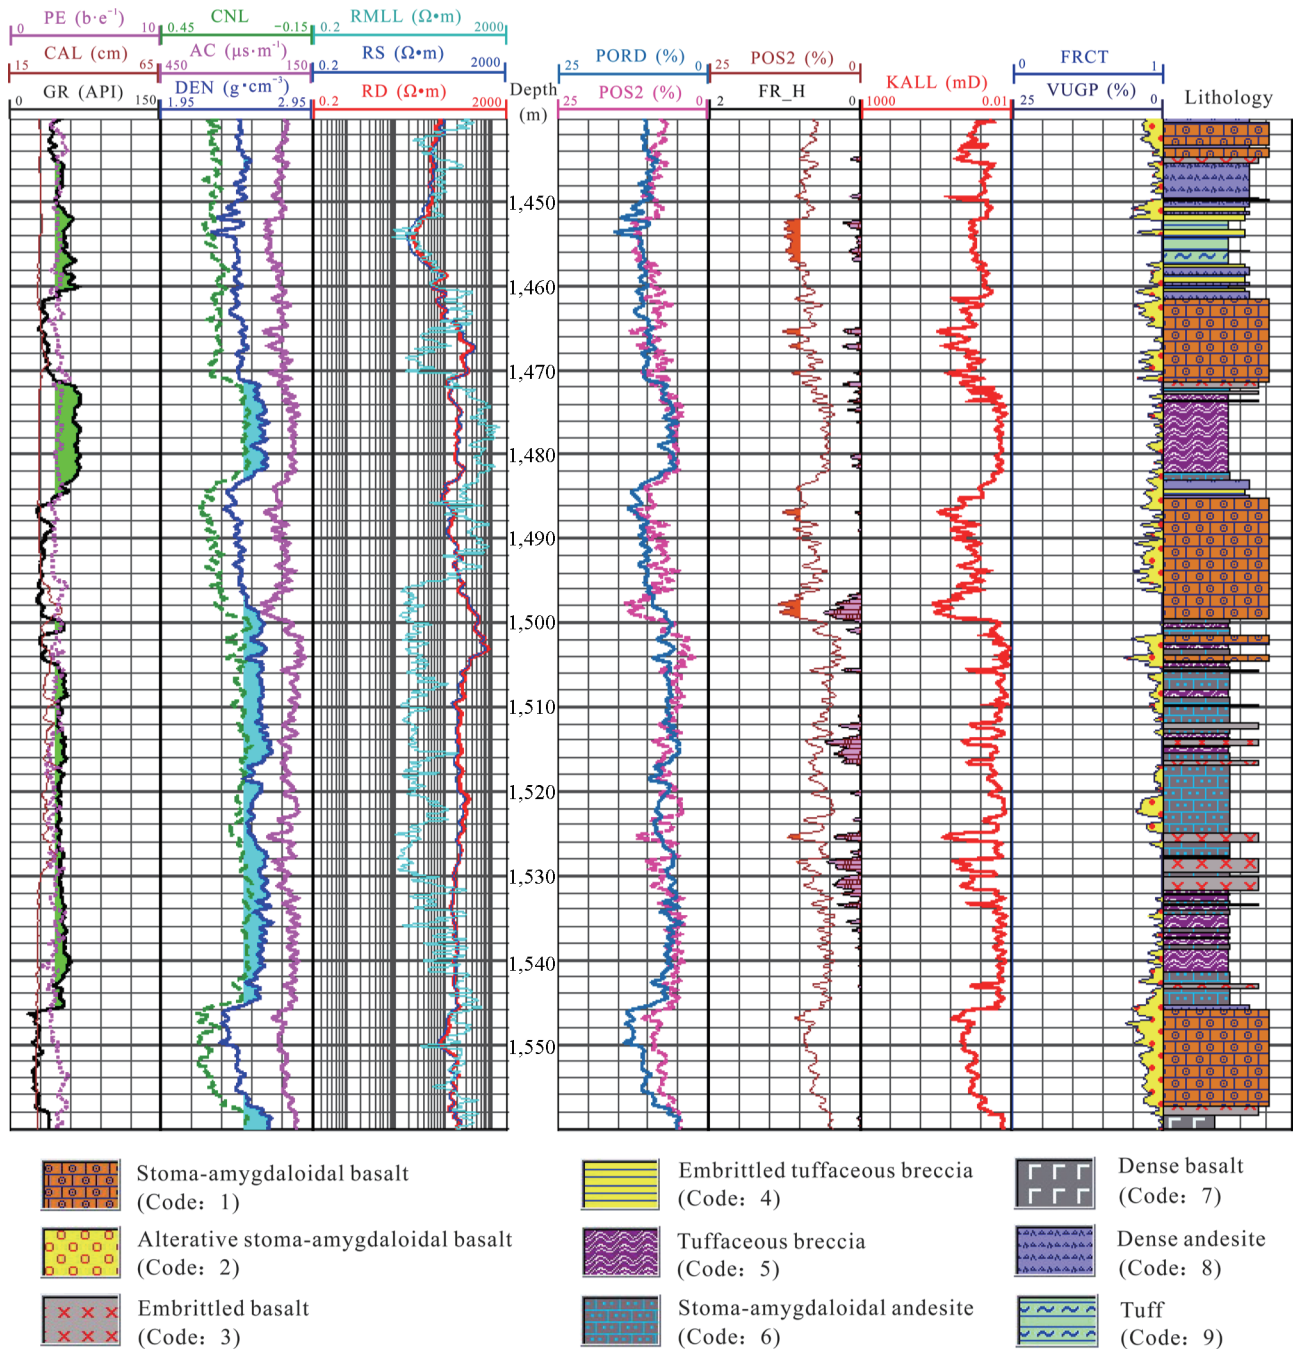 PE (b·e⁻¹) CNL RMLL (Ω•m)
0 10 0.45 −0.15 0.2 2000
CAL (cm) AC (μs·m⁻¹) RS (Ω•m) PORD (%) POS2 (%) FRCT
15 65 450 150 0.2 2000 25 0 25 0 KALL (mD) 0 1
GR (API) DEN (g·cm⁻³) RD (Ω•m) Depth POS2 (%) FR_H VUGP (%) Lithology
0 150 1.95 2.95 0.2 2000 (m) 25 0 2 0 1000 0.01 25 0
1,450
1,460
1,470
1,480
1,490
1,500
1,510
1,520
1,530
1,540
1,550
Stoma-amygdaloidal basalt
(Code: 1)
Alterative stoma-amygdaloidal basalt
(Code: 2)
Embrittled basalt
(Code: 3)
Embrittled tuffaceous breccia
(Code: 4)
Tuffaceous breccia
(Code: 5)
Stoma-amygdaloidal andesite
(Code: 6)
Dense basalt
(Code: 7)
Dense andesite
(Code: 8)
Tuff
(Code: 9)